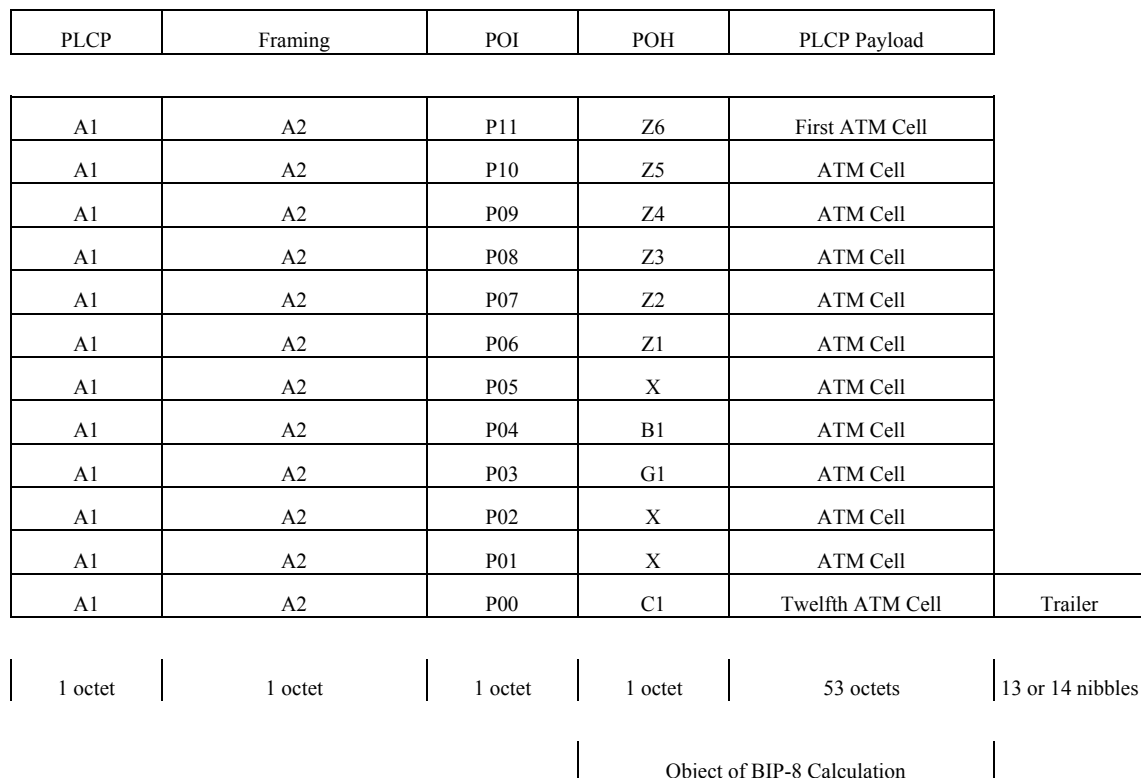 PLCP Framing POI POH PLCP Payload
A1 A2 P11 Z6 First ATM Cell
A1 A2 P10 Z5 ATM Cell
A1 A2 P09 Z4 ATM Cell
A1 A2 P08 Z3 ATM Cell
A1 A2 P07 Z2 ATM Cell
A1 A2 P06 Z1 ATM Cell
A1 A2 P05 X ATM Cell
A1 A2 P04 B1 ATM Cell
A1 A2 P03 G1 ATM Cell
A1 A2 P02 X ATM Cell
A1 A2 P01 X ATM Cell
A1 A2 P00 C1 Twelfth ATM Cell Trailer
1 octet 1 octet 1 octet 1 octet 53 octets 13 or 14 nibbles
Object of BIP-8 Calculation